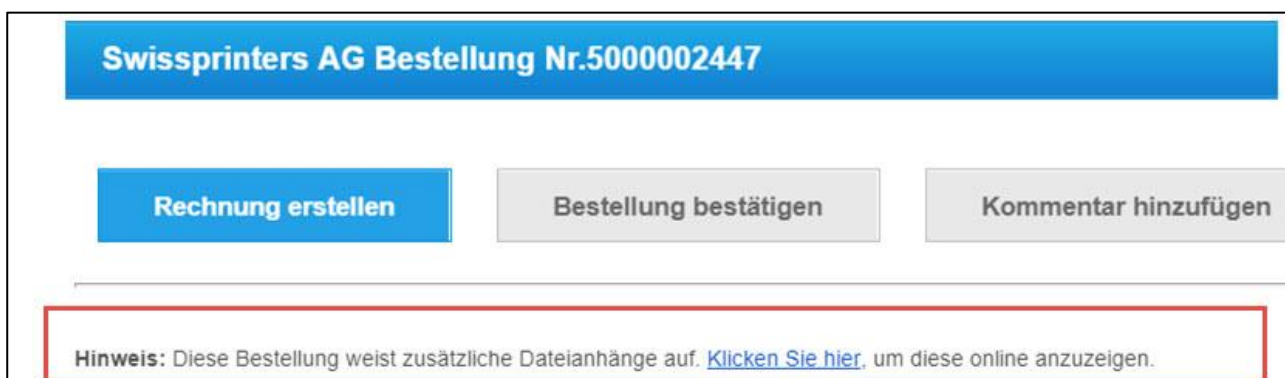 Swissprinters AG Bestellung Nr.5000002447
Rechnung erstellen Bestellung bestätigen Kommentar hinzufügen
Hinweis: Diese Bestellung weist zusätzliche Dateianhänge auf. Klicken Sie hier, um diese online anzuzeigen.